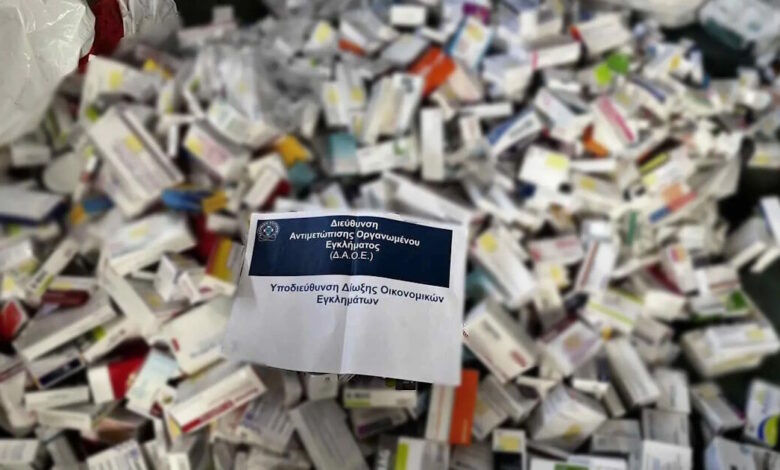 Διεύθυνση
Αντιμετώπισης Οργανωμένου
Εγκλήματος
(Δ.Α.Ο.Ε.)
Υποδιεύθυνση Δίωξης Οικονομικών
Εγκλημάτων